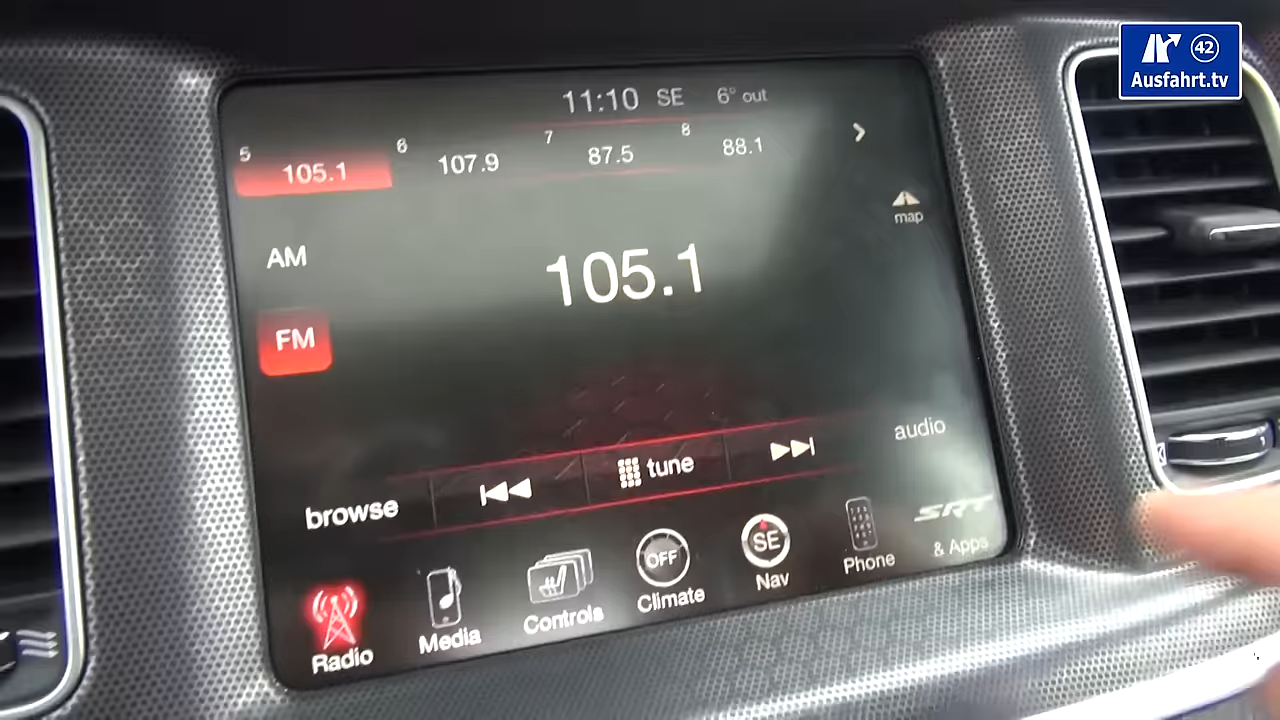 42
Ausfahrt.tv
11:10 SE 6° out
5 105.1 6 107.9 7 87.5 8 88.1
map
AM
105.1
FM
browse tune audio
OFF SE SRT
Radio Media Controls Climate Nav Phone & Apps